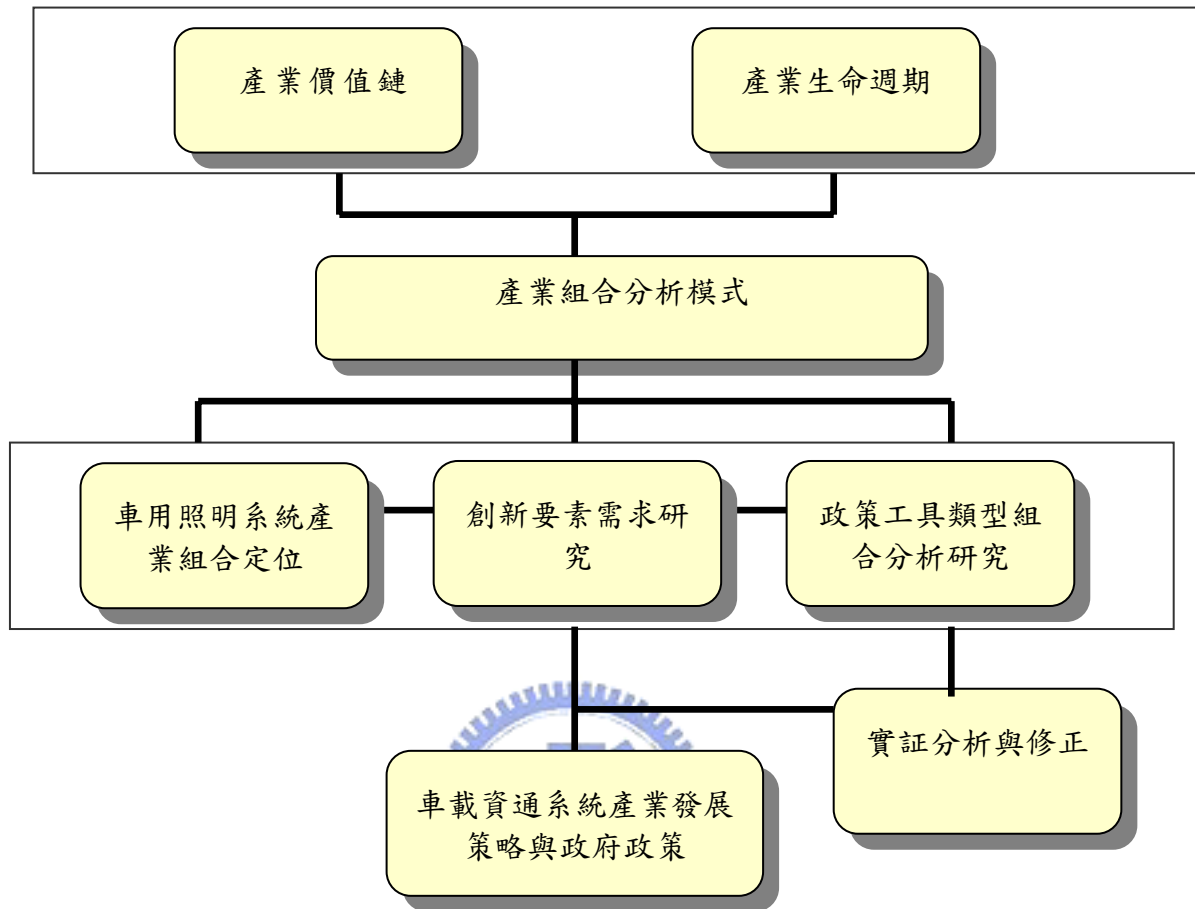 產業價值鏈
產業生命週期
產業組合分析模式
車用照明系統產
業組合定位
創新要素需求研
究
政策工具類型組
合分析研究
實証分析與修正
車載資通系統產業發展
策略與政府政策